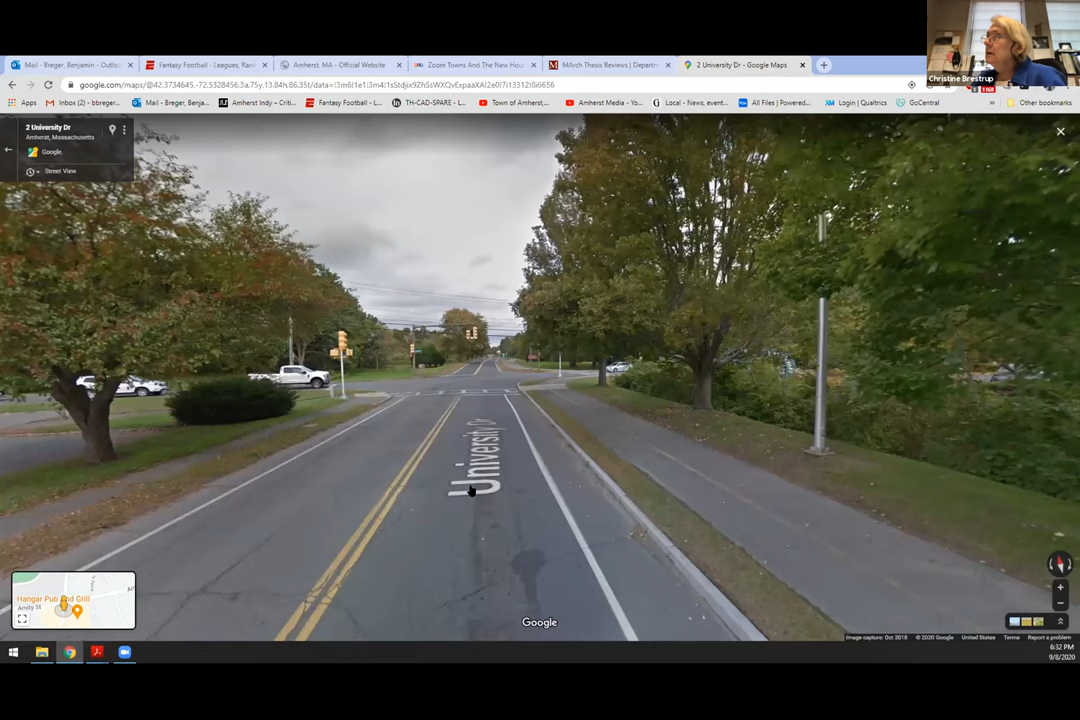 Mail - Breger, Benjamin - Outlo
Fantasy Football - Leagues, Ran
Amherst, MA - Official Website
Zoom Towns And The New Hou
MArch Thesis Reviews | Departm
2 University Dr - Google Maps
Christine Brestrup
Apps
Inbox (2) - bbreger...
Mail - Breger, Benja...
Amherst Indy – Criti...
Fantasy Football - L...
TH-CAD-SPARE - L...
Town of Amherst,...
Amherst Media - Yo...
Local - News, event...
All Files | Powered...
Login | Qualtrics
GoCentral
Other bookmarks
2 University Dr
Amherst, Massachusetts
Google
Street View
University Dr
Hangar Pub And Grill
Amity St
Google
Image capture: Oct 2018
© 2020 Google
United States
Terms
Report a problem
6:32 PM
9/8/2020